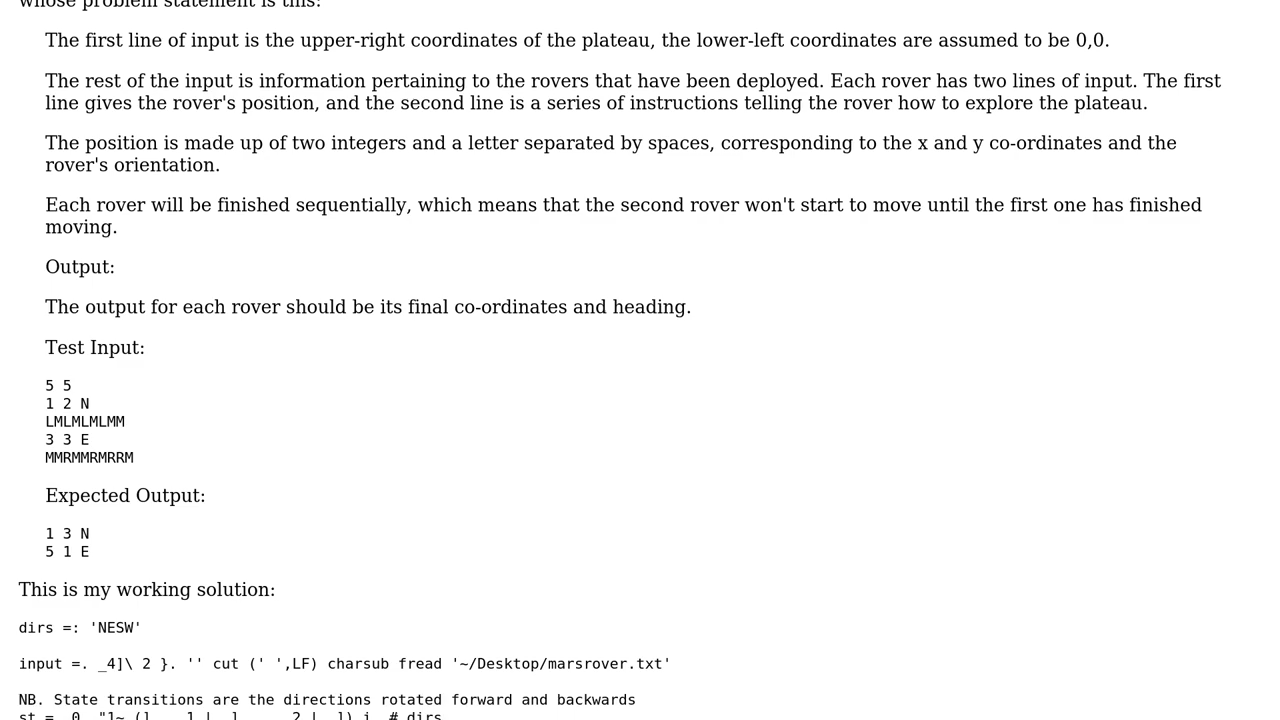 whose problem statement is this:
The first line of input is the upper-right coordinates of the plateau, the lower-left coordinates are assumed to be 0,0.
The rest of the input is information pertaining to the rovers that have been deployed. Each rover has two lines of input. The first
line gives the rover's position, and the second line is a series of instructions telling the rover how to explore the plateau.
The position is made up of two integers and a letter separated by spaces, corresponding to the x and y co-ordinates and the
rover's orientation.
Each rover will be finished sequentially, which means that the second rover won't start to move until the first one has finished
moving.
Output:
The output for each rover should be its final co-ordinates and heading.
Test Input:
5 5
1 2 N
LMLMLMLMM
3 3 E
MMRMMRMRRM
Expected Output:
1 3 N
5 1 E
This is my working solution:
dirs =: 'NESW'
input =. _4]\ 2 }. '' cut (' ',LF) charsub fread '~/Desktop/marsrover.txt'
NB. State transitions are the directions rotated forward and backwards